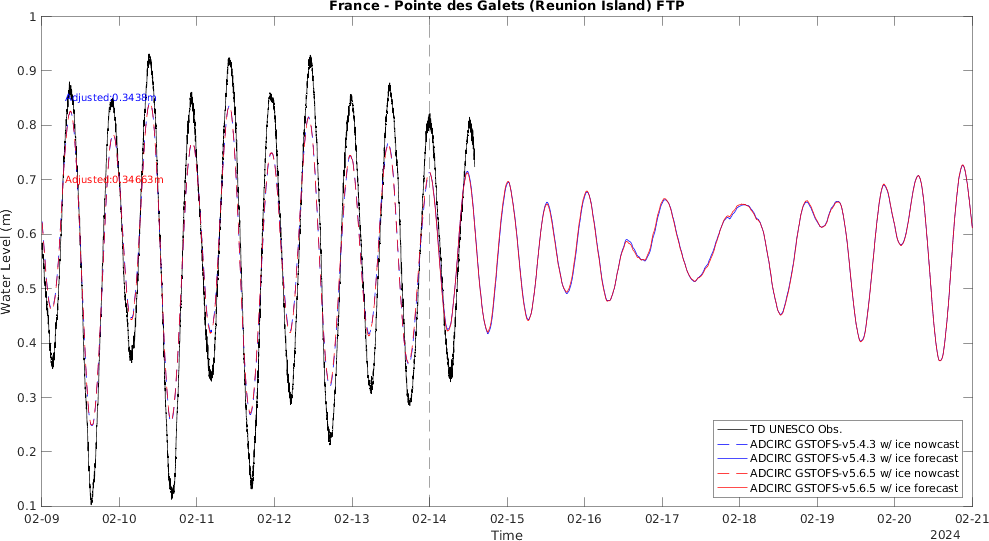 France - Pointe des Galets (Reunion Island) FTP
1
0.9
0.8
0.7
0.6
0.5
0.4
0.3
0.2
0.1
Water Level (m)
Adjusted:0.3438m
Adjusted:0.34663m
TD UNESCO Obs.
ADCIRC GSTOFS-v5.4.3 w/ ice nowcast
ADCIRC GSTOFS-v5.4.3 w/ ice forecast
ADCIRC GSTOFS-v5.6.5 w/ ice nowcast
ADCIRC GSTOFS-v5.6.5 w/ ice forecast
02-09 02-10 02-11 02-12 02-13 02-14 02-15 02-16 02-17 02-18 02-19 02-20 02-21
Time
2024